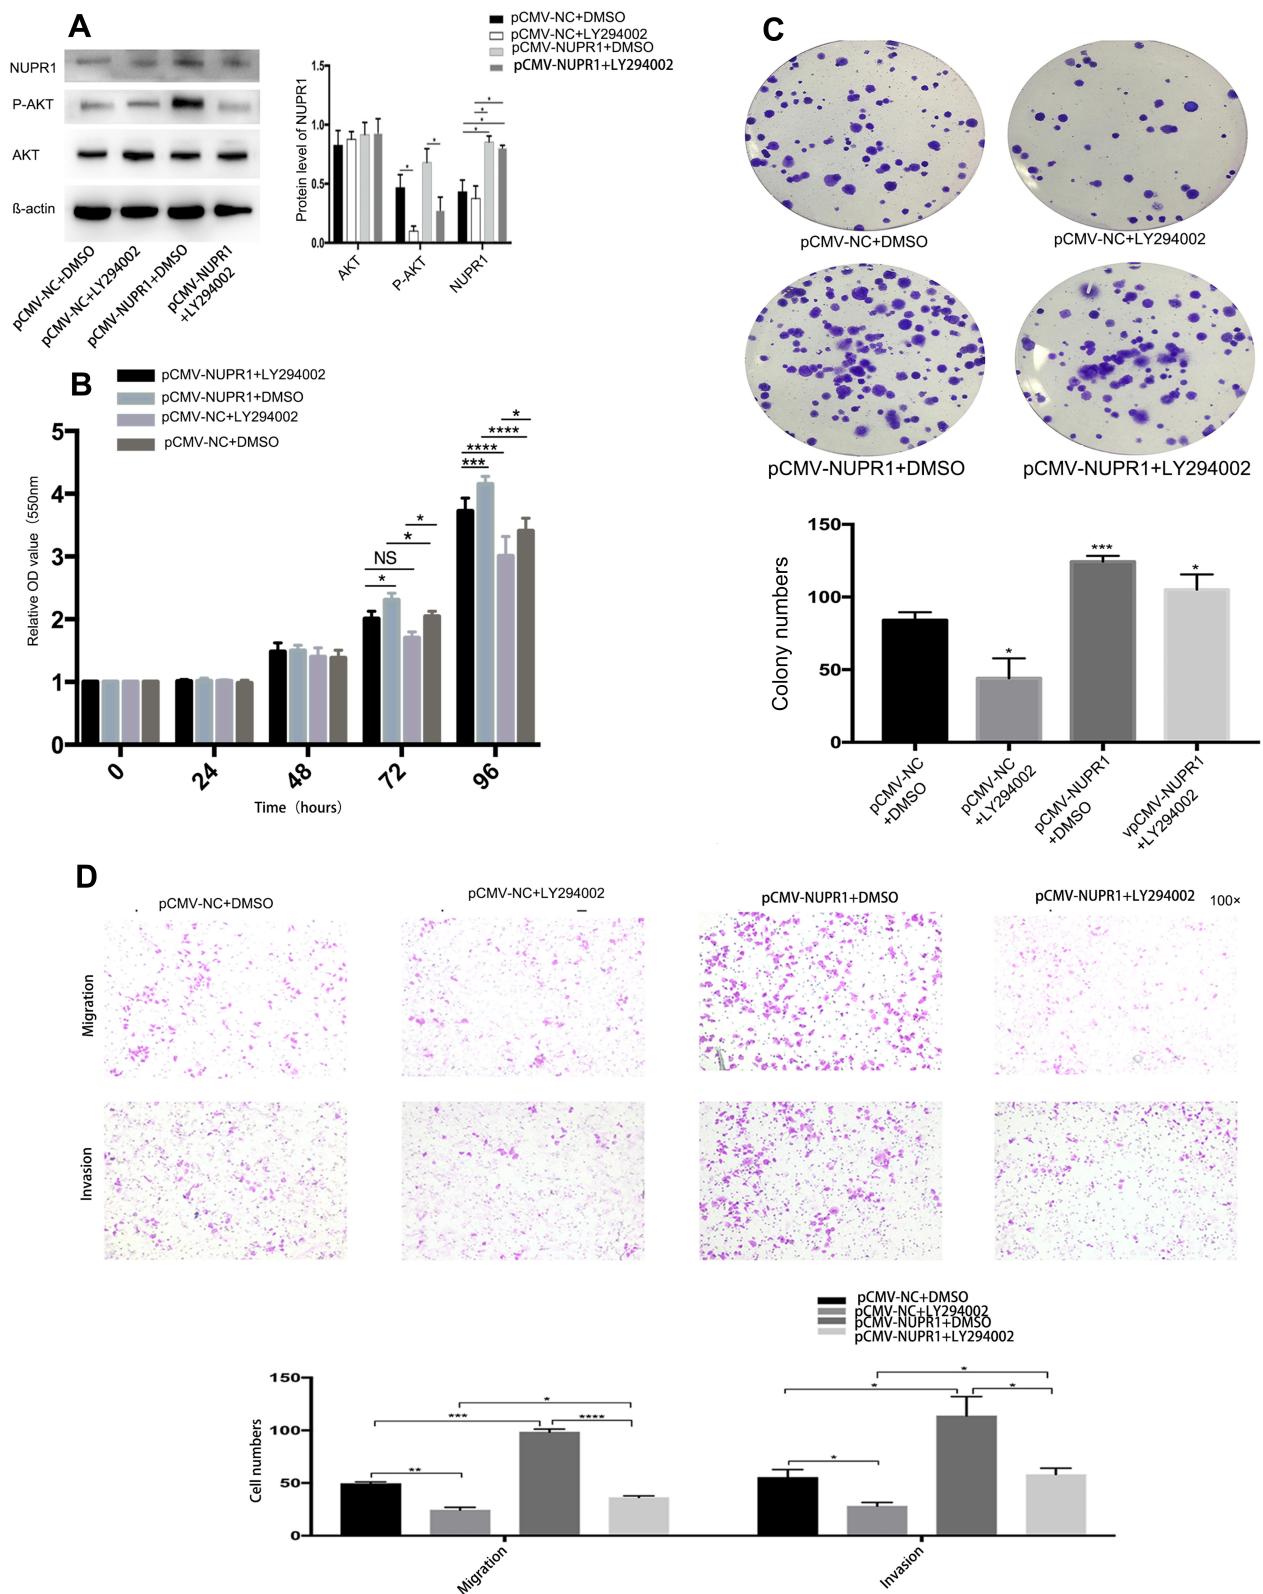 A
pCMV-NC+DMSO
pCMV-NC+LY294002
pCMV-NUPR1+DMSO
pCMV-NUPR1+LY294002
NUPR1
P-AKT
AKT
ß-actin
pCMV-NC+DMSO
pCMV-NC+LY294002
pCMV-NUPR1+DMSO
pCMV-NUPR1
+LY294002
Protein level of NUPR1
1.5
1.0
0.5
0.0
* * * * * *
AKT
P-AKT
NUPR1
B
pCMV-NUPR1+LY294002
pCMV-NUPR1+DMSO
pCMV-NC+LY294002
pCMV-NC+DMSO
Relative OD value (550nm
5
4
3
2
1
0
*
*
NS
*
*
****
****
***
0
24
48
72
96
Time (hours)
C
pCMV-NC+DMSO
pCMV-NC+LY294002
pCMV-NUPR1+DMSO
pCMV-NUPR1+LY294002
Colony numbers
150
100
50
0
*
***
*
pCMV-NC
+DMSO
pCMV-NC
+LY294002
pCMV-NUPR1
+DMSO
vpCMV-NUPR1
+LY294002
D
pCMV-NC+DMSO
pCMV-NC+LY294002
pCMV-NUPR1+DMSO
pCMV-NUPR1+LY294002
100×
Migration
Invasion
pCMV-NC+DMSO
pCMV-NC+LY294002
pCMV-NUPR1+DMSO
pCMV-NUPR1+LY294002
Cell numbers
150
100
50
0
*
***
****
**
*
*
*
*
Migration
Invasion